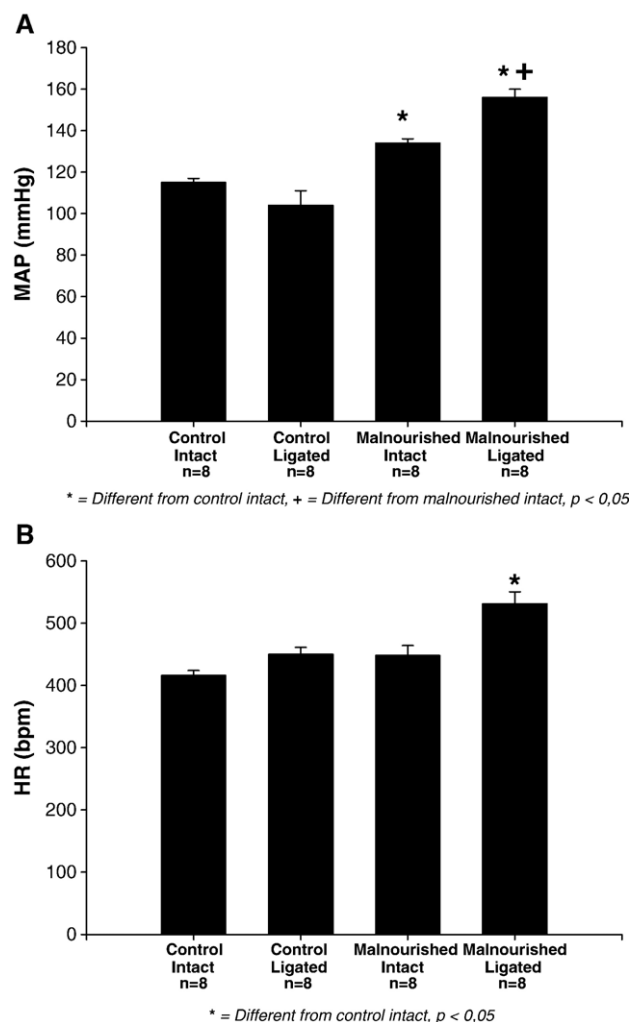 A
180
160
140
120
100
80
60
40
20
0
MAP (mmHg)
*
* +
Control Intact n=8
Control Ligated n=8
Malnourished Intact n=8
Malnourished Ligated n=8
* = Different from control intact, + = Different from malnourished intact, p < 0,05
B
600
500
400
300
200
100
0
HR (bpm)
*
Control Intact n=8
Control Ligated n=8
Malnourished Intact n=8
Malnourished Ligated n=8
* = Different from control intact, p < 0,05